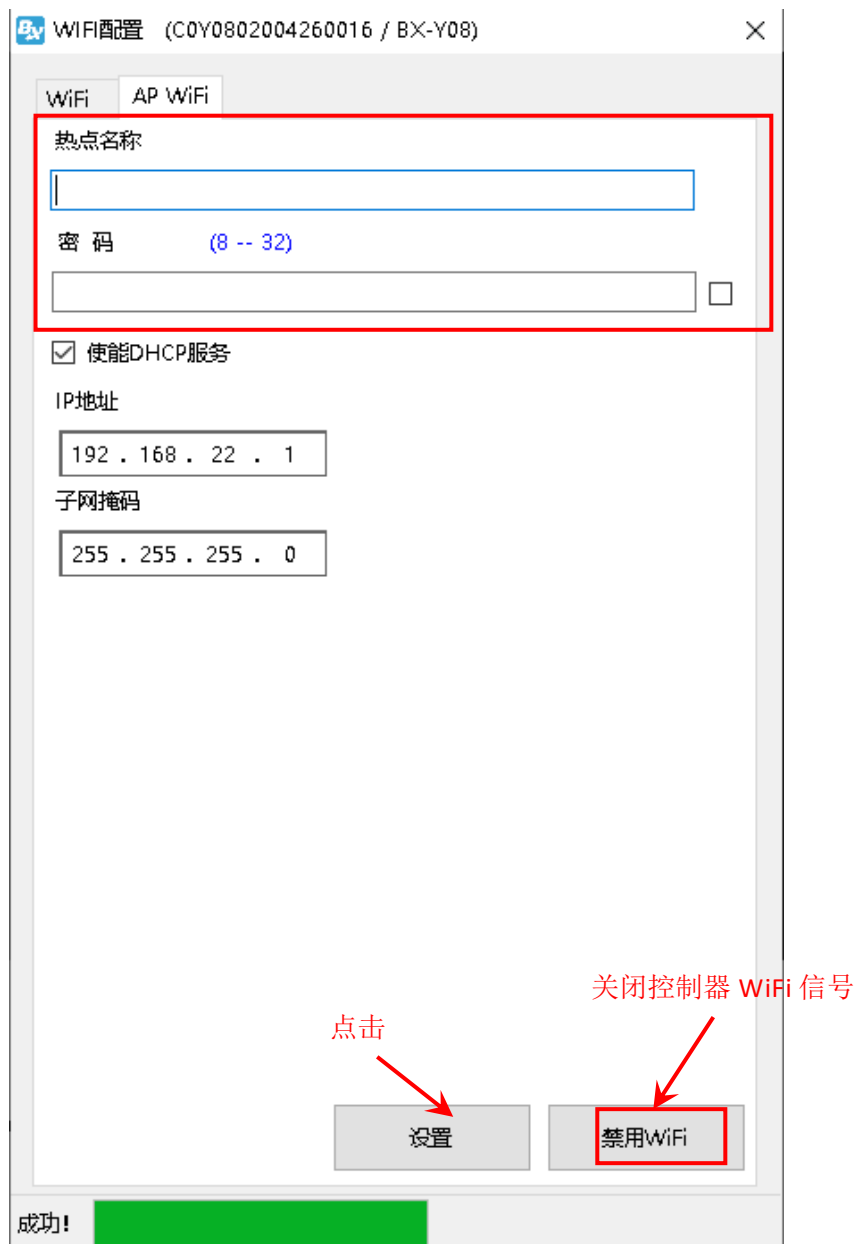 BX WIFI配置 (C0Y0802004260016 / BX-Y08)
WiFi AP WiFi
热点名称
密 码 (8 -- 32)
使能DHCP服务
IP地址
192 . 168 . 22 . 1
子网掩码
255 . 255 . 255 . 0
关闭控制器 WiFi 信号
点击
设置 禁用WiFi
成功!